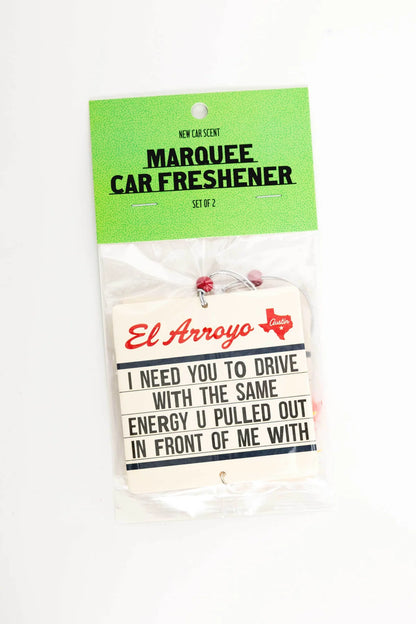 NEW CAR SCENT
MARQUEE
CAR FRESHENER
SET OF 2
El Arroyo
Austin
I NEED YOU TO DRIVE
WITH THE SAME
ENERGY U PULLED OUT
IN FRONT OF ME WITH